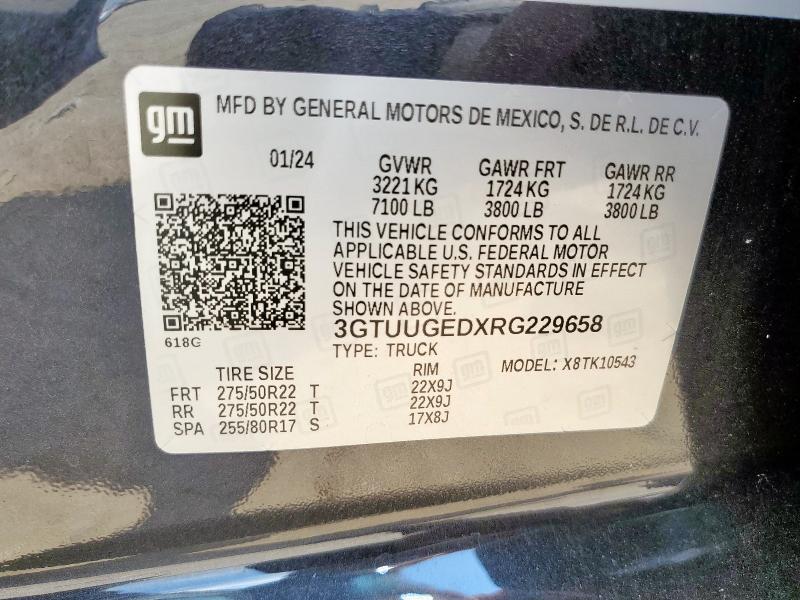 gm
MFD BY GENERAL MOTORS DE MEXICO, S. DE R.L. DE C.V.
01/24 GVWR GAWR FRT GAWR RR
3221 KG 1724 KG 1724 KG
7100 LB 3800 LB 3800 LB
THIS VEHICLE CONFORMS TO ALL
APPLICABLE U.S. FEDERAL MOTOR
VEHICLE SAFETY STANDARDS IN EFFECT
ON THE DATE OF MANUFACTURE
SHOWN ABOVE.
618G
3GTUUGEDXRG229658
TYPE: TRUCK MODEL: X8TK10543
TIRE SIZE RIM
FRT 275/50R22 T 22X9J
RR 275/50R22 T 22X9J
SPA 255/80R17 S 17X8J